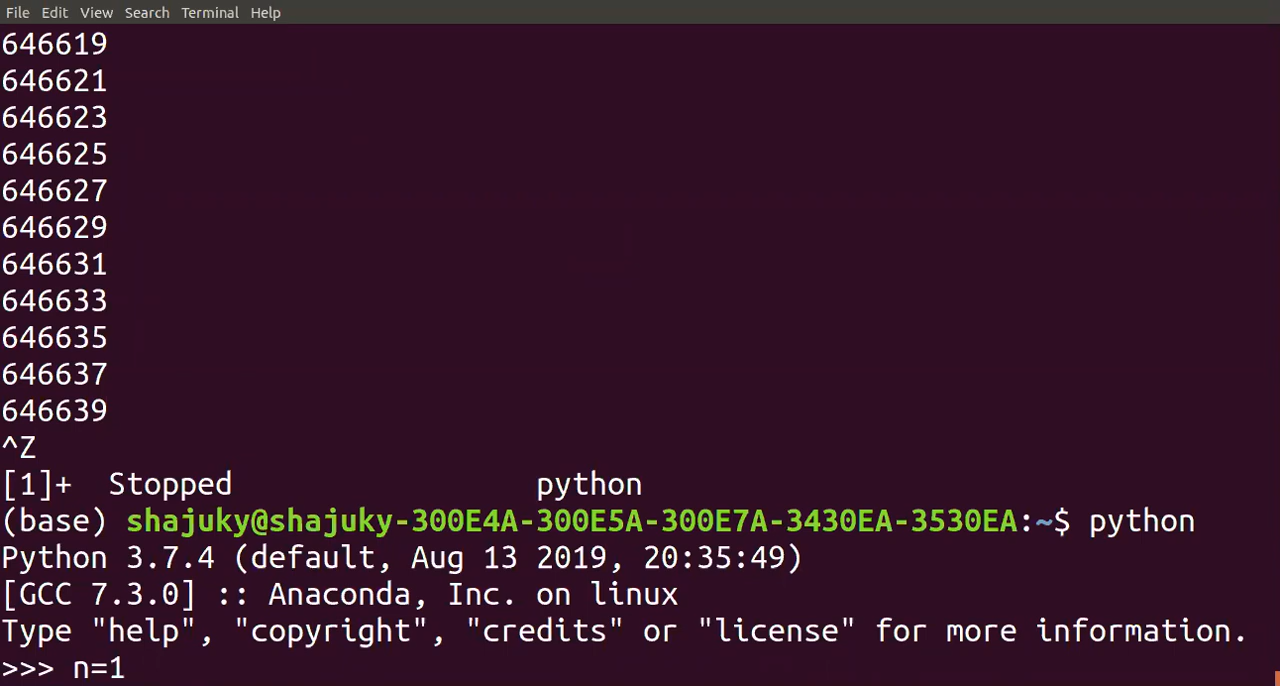 File Edit View Search Terminal Help
646619
646621
646623
646625
646627
646629
646631
646633
646635
646637
646639
^Z
[1]+  Stopped                 python
(base) shajuky@shajuky-300E4A-300E5A-300E7A-3430EA-3530EA:~$ python
Python 3.7.4 (default, Aug 13 2019, 20:35:49)
[GCC 7.3.0] :: Anaconda, Inc. on linux
Type "help", "copyright", "credits" or "license" for more information.
>>> n=1